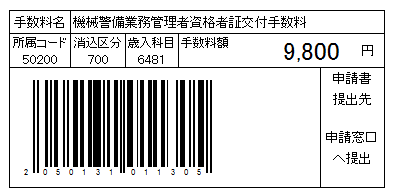 手数料名 機械警備業務管理者資格者証交付手数料
所属コード 消込区分 歳入科目 手数料額 9,800 円
50200 700 6481
申請書
提出先
申請窓口
へ提出
2050131011305